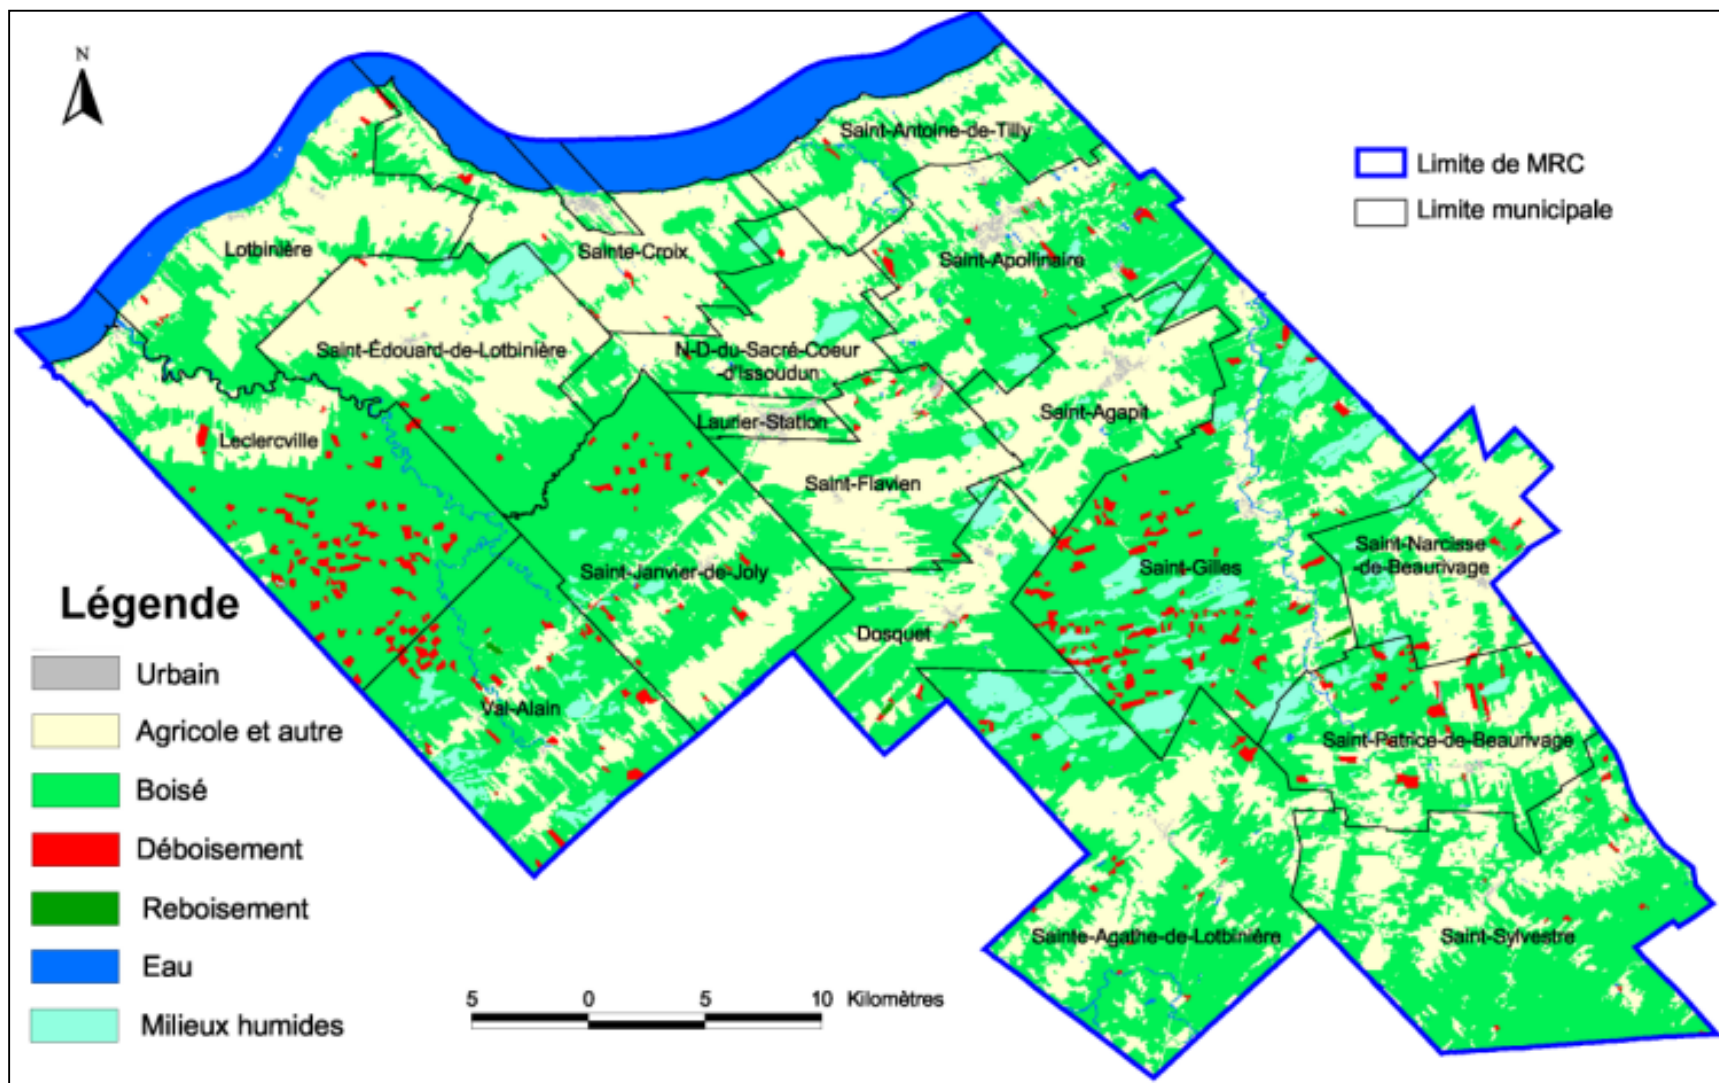 N
Saint-Antoine-de-Tilly
Limite de MRC
Limite municipale
Lotbinière
Sainte-Croix
Saint-Apollinaire
Saint-Édouard-de-Lotbinière
N-D-du-Sacré-Coeur
-d'Issoudun
Saint-Agapit
Laurier-Station
Leclercville
Saint-Flavien
Saint-Narcisse
-de-Beaurivage
Saint-Janvier-de-Joly
Saint-Gilles
Dosquet
Val-Alain
Saint-Patrice-de-Beaurivage
Sainte-Agathe-de-Lotbinière
Saint-Sylvestre
Légende
Urbain
Agricole et autre
Boisé
Déboisement
Reboisement
Eau
Milieux humides
5 0 5 10 Kilomètres